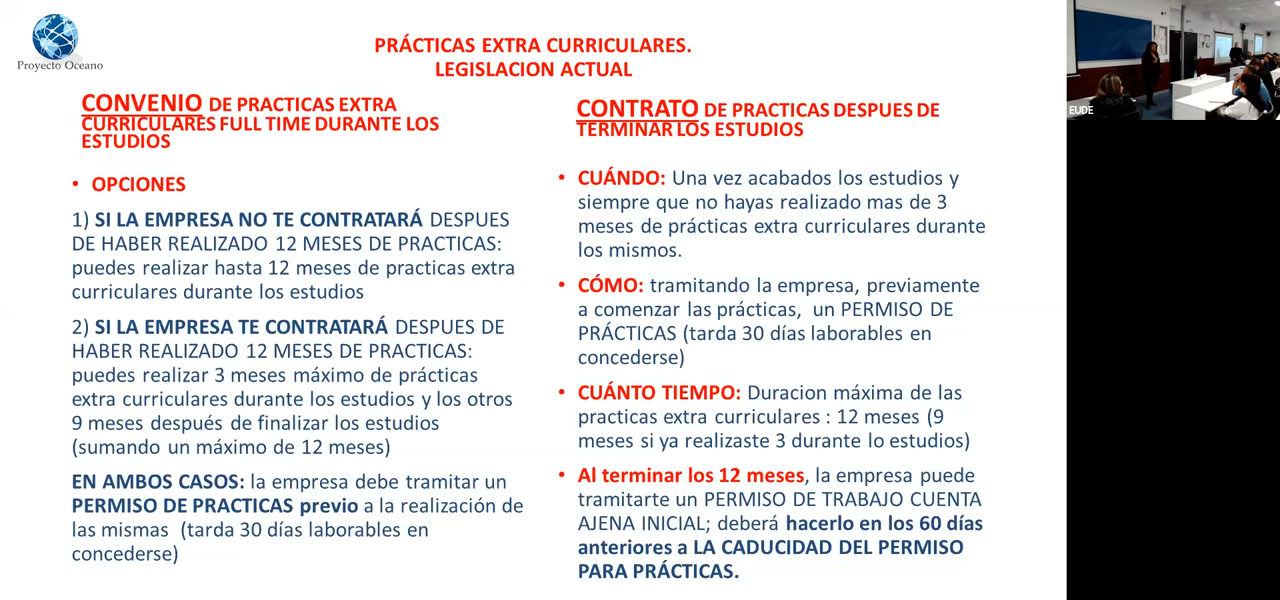 Proyecto Oceano
PRÁCTICAS EXTRA CURRICULARES.
LEGISLACION ACTUAL
CONVENIO DE PRACTICAS EXTRA
CURRICULARES FULL TIME DURANTE LOS
ESTUDIOS
• OPCIONES
1) SI LA EMPRESA NO TE CONTRATARÁ DESPUES
DE HABER REALIZADO 12 MESES DE PRACTICAS:
puedes realizar hasta 12 meses de practicas extra
curriculares durante los estudios
2) SI LA EMPRESA TE CONTRATARÁ DESPUES DE
HABER REALIZADO 12 MESES DE PRACTICAS:
puedes realizar 3 meses máximo de prácticas
extra curriculares durante los estudios y los otros
9 meses después de finalizar los estudios
(sumando un máximo de 12 meses)
EN AMBOS CASOS: la empresa debe tramitar un
PERMISO DE PRACTICAS previo a la realización de
las mismas (tarda 30 días laborables en
concederse)
CONTRATO DE PRACTICAS DESPUES DE
TERMINAR LOS ESTUDIOS
• CUÁNDO: Una vez acabados los estudios y
siempre que no hayas realizado mas de 3
meses de prácticas extra curriculares durante
los mismos.
• CÓMO: tramitando la empresa, previamente
a comenzar las prácticas, un PERMISO DE
PRÁCTICAS (tarda 30 días laborables en
concederse)
• CUÁNTO TIEMPO: Duracion máxima de las
practicas extra curriculares : 12 meses (9
meses si ya realizaste 3 durante lo estudios)
• Al terminar los 12 meses, la empresa puede
tramitarte un PERMISO DE TRABAJO CUENTA
AJENA INICIAL; deberá hacerlo en los 60 días
anteriores a LA CADUCIDAD DEL PERMISO
PARA PRÁCTICAS.
EUDE